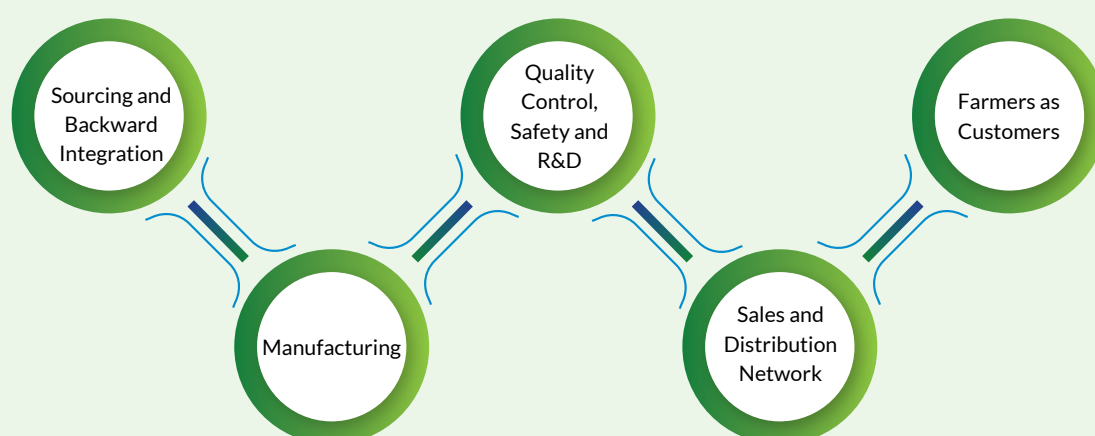 Sourcing and
Backward
Integration
Manufacturing
Quality
Control,
Safety and
R&D
Sales and
Distribution
Network
Farmers as
Customers